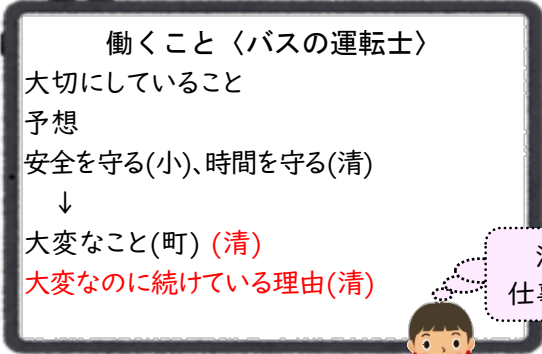 働くこと〈バスの運転士〉
大切にしていること
予想
安全を守る(小)、時間を守る(清)
↓
大変なこと(町) (清)
大変なのに続けている理由(清)
仕